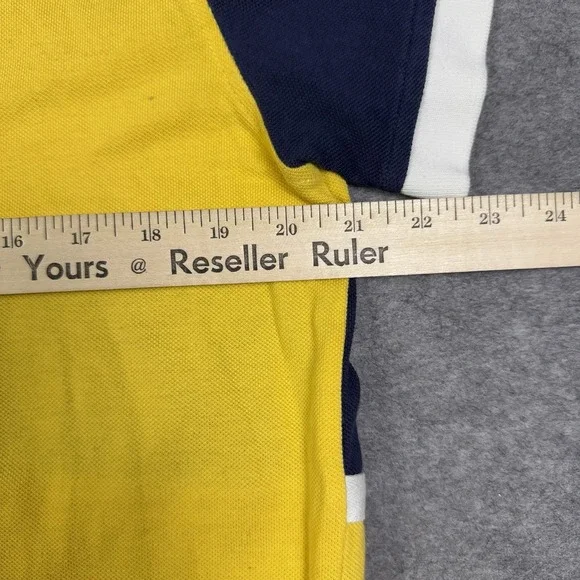 16 17 18 19 20 21 22 23 24
Yours @ Reseller Ruler